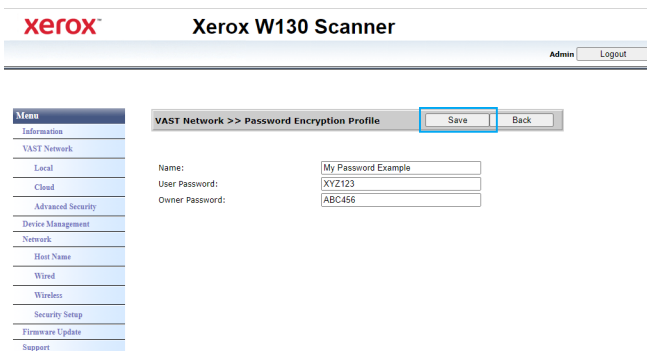 xerox™ Xerox W130 Scanner
Admin Logout
Menu
Information
VAST Network
Local
Cloud
Advanced Security
Device Management
Network
Host Name
Wired
Wireless
Security Setup
Firmware Update
Support
VAST Network >> Password Encryption Profile Save Back
Name: My Password Example
User Password: XYZ123
Owner Password: ABC456